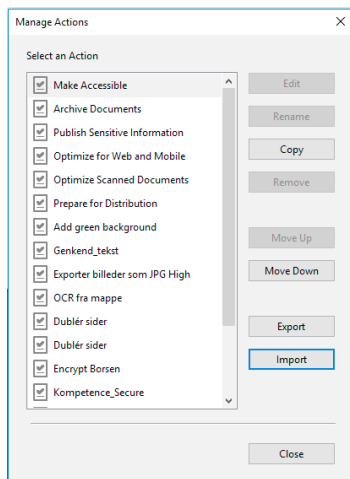 Manage Actions
Select an Action
Make Accessible
Archive Documents
Publish Sensitive Information
Optimize for Web and Mobile
Optimize Scanned Documents
Prepare for Distribution
Add green background
Genkend_tekst
Exporter billeder som JPG High
OCR fra mappe
Dublér sider
Dublér sider
Encrypt Borsen
Kompetence_Secure
Edit
Rename
Copy
Remove
Move Up
Move Down
Export
Import
Close